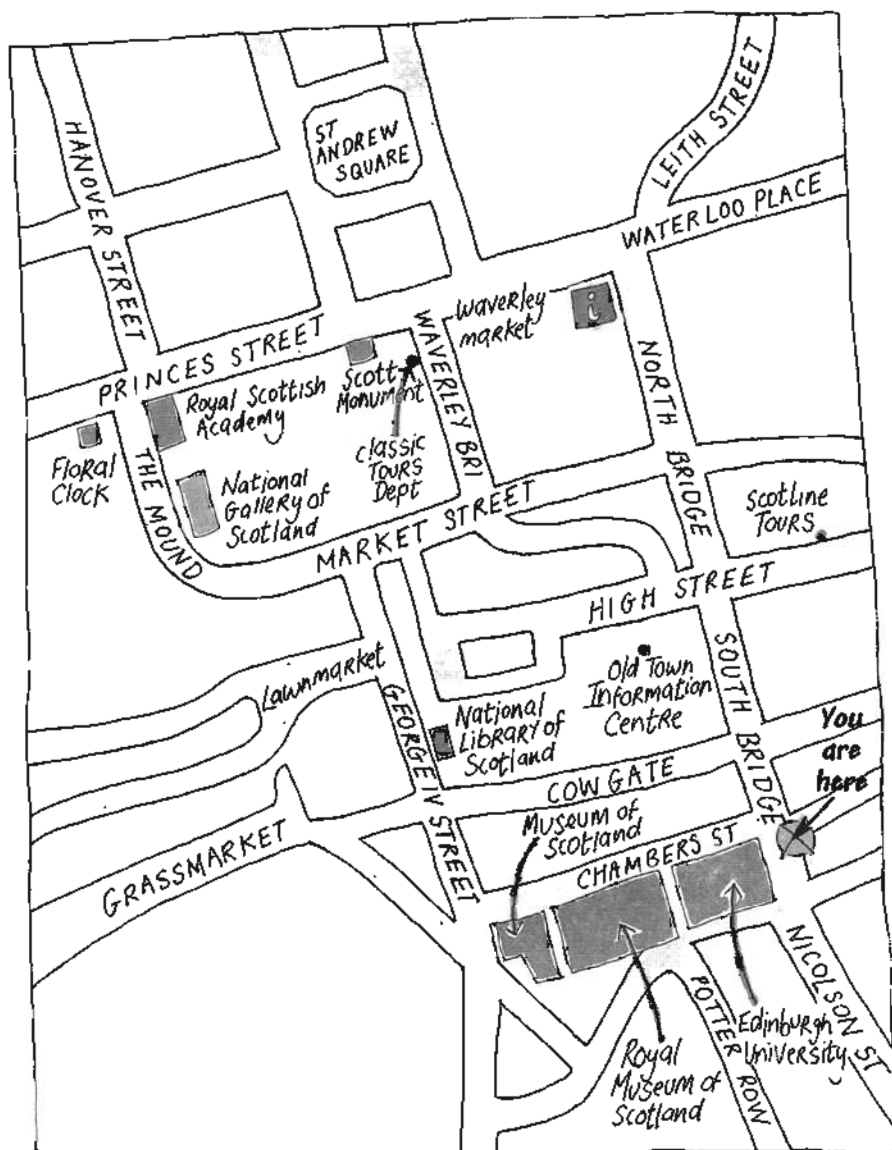 HANOVER STREET
ST
ANDREW
SQUARE
LEITH STREET
WATERLOO PLACE
PRINCES STREET
Waverley
market
i
Scott
Monument
WAVERLEY BRI
NORTH BRIDGE
Royal Scottish
Academy
Floral
Clock
THE MOUND
National
Gallery of
Scotland
Classic
Tours
Dept
MARKET STREET
Scotline
Tours
HIGH STREET
Lawnmarket
GEORGE IV STREET
National
Library of
Scotland
Old Town
Information
Centre
SOUTH BRIDGE
You
are
here
COWGATE
GRASSMARKET
Museum of
Scotland
CHAMBERS ST
NICOLSON ST
POTTER ROW
Royal
Museum of
Scotland
Edinburgh
University